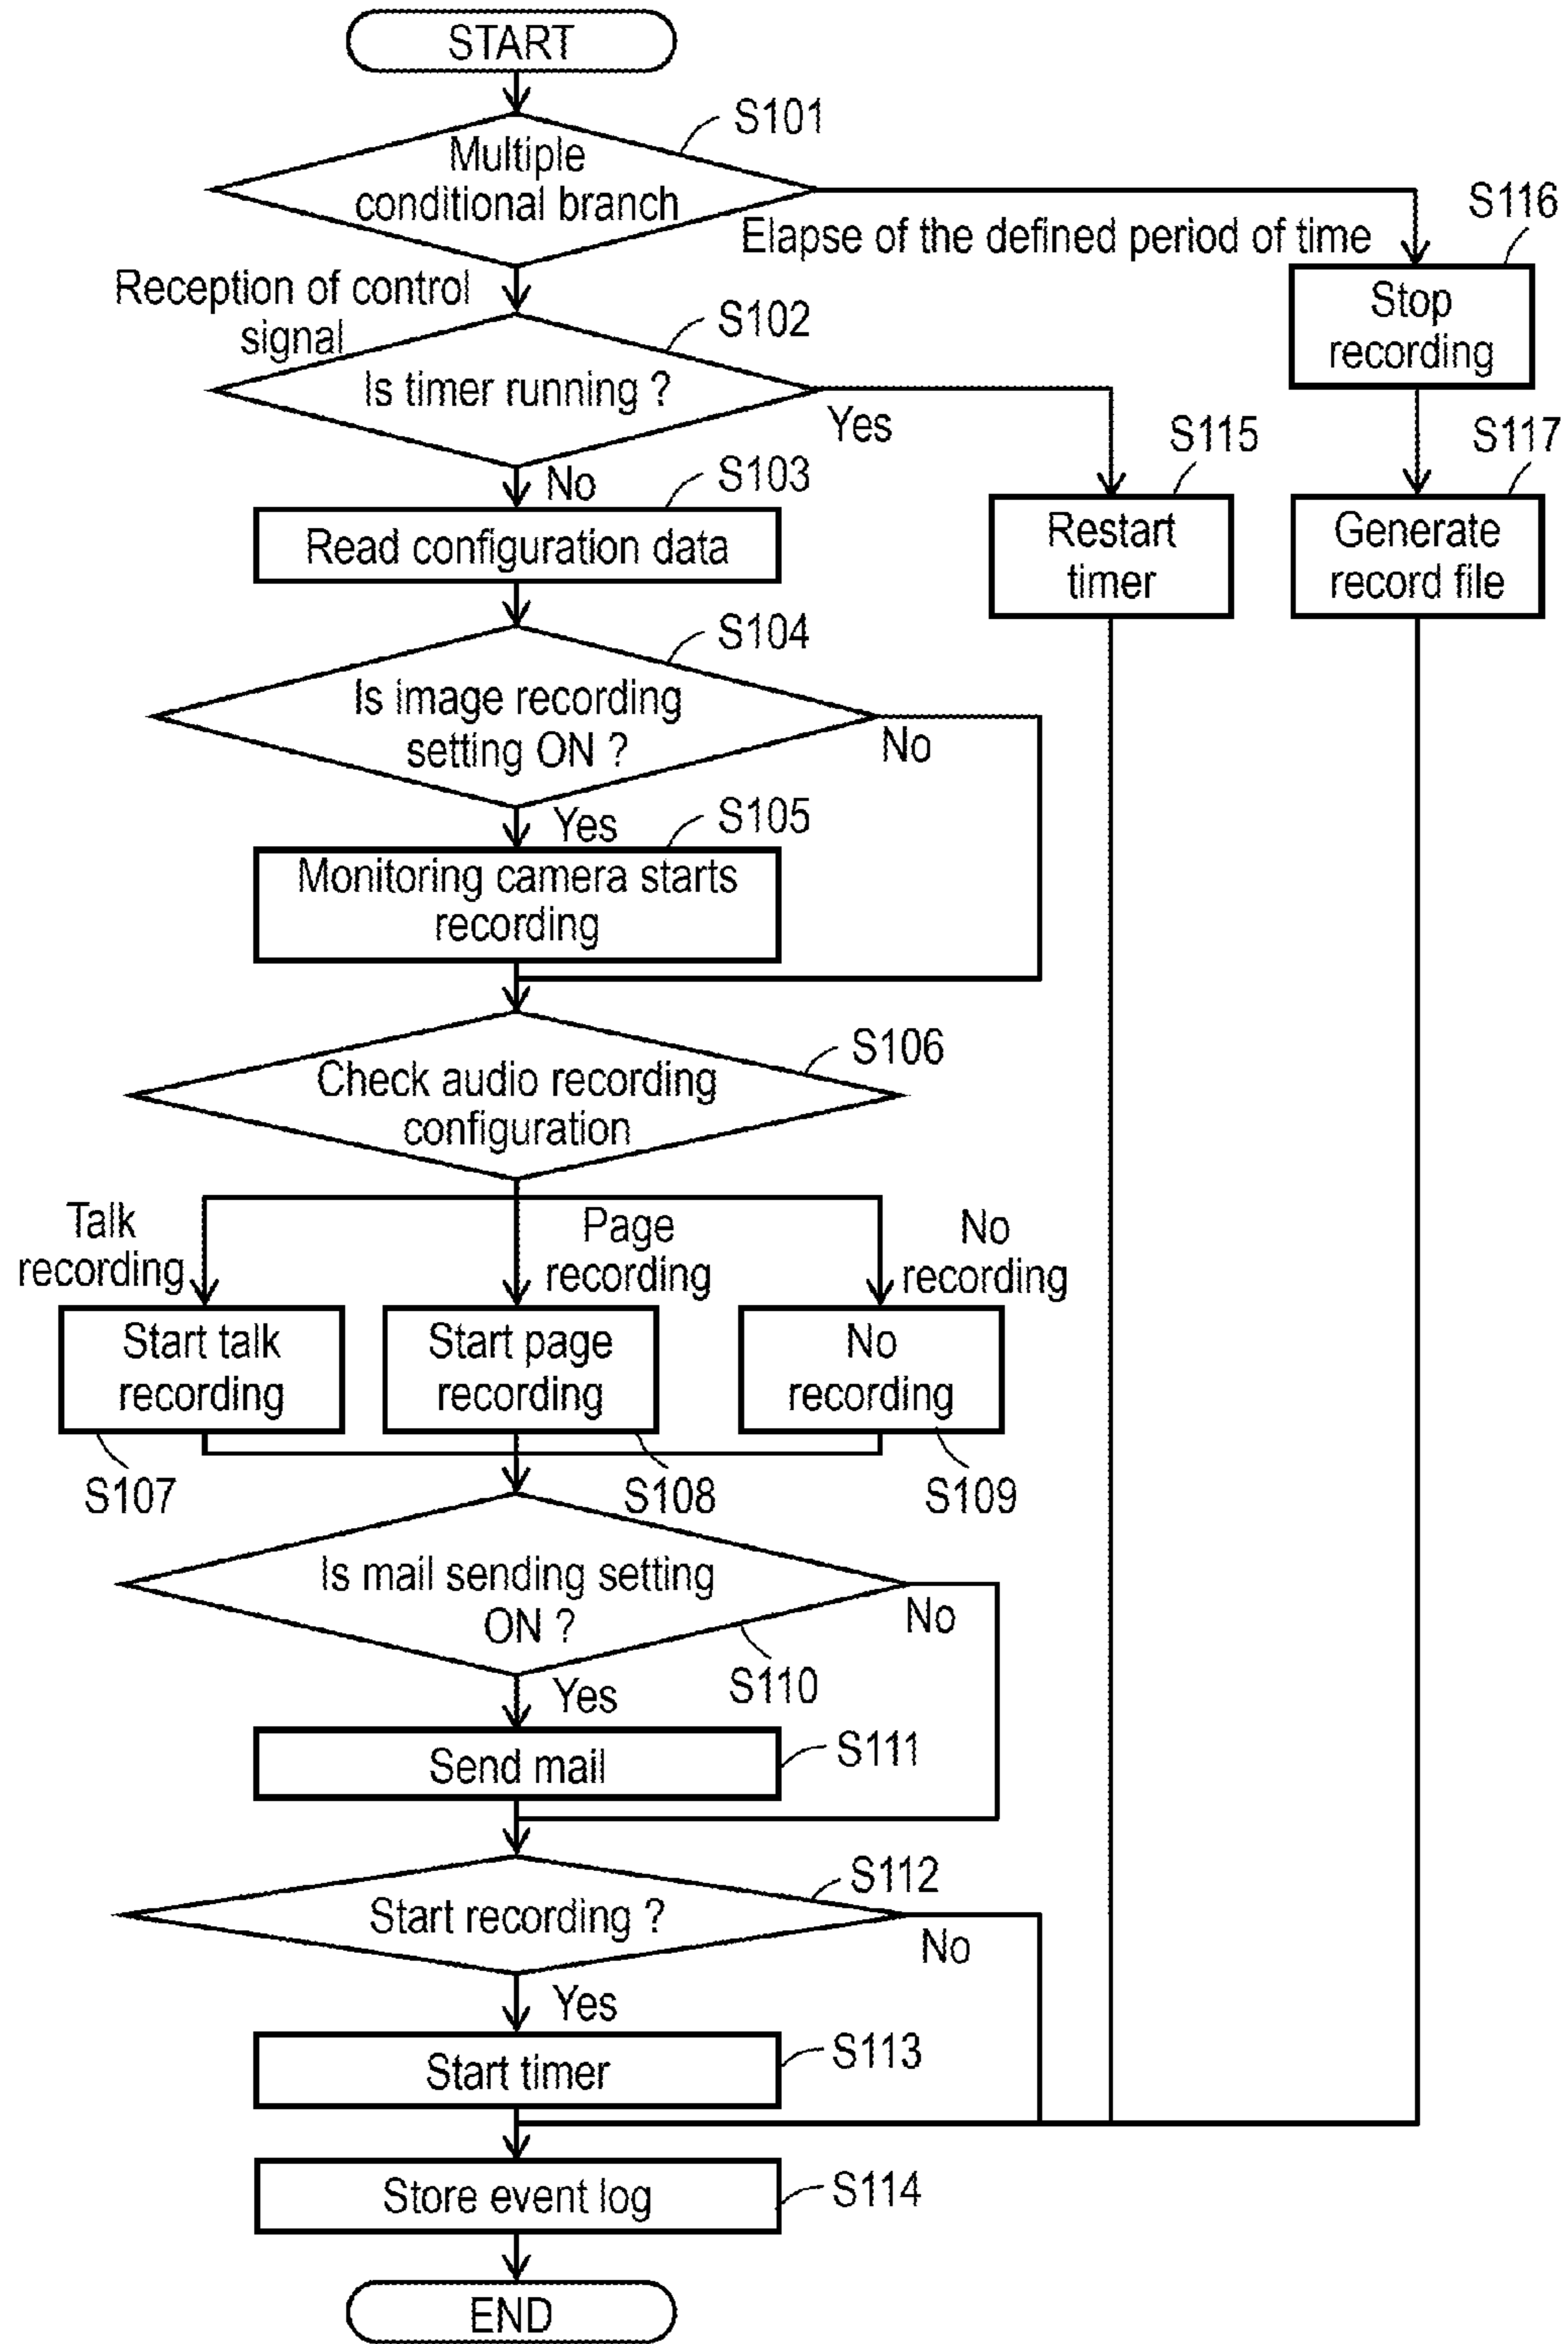 START
S101
Multiple
conditional branch
S116
Elapse of the defined period of time
Reception of control
signal
Stop
recording
S102
Is timer running ?
Yes
S115
S117
No
S103
Read configuration data
Restart
timer
Generate
record file
S104
Is image recording
setting ON ?
No
Yes
S105
Monitoring camera starts
recording
S106
Check audio recording
configuration
Talk
recording
Page
recording
No
recording
Start talk
recording
Start page
recording
No
recording
S107
S108
S109
Is mail sending setting
ON ?
No
S110
Yes
Send mail
S111
S112
Start recording ?
No
Yes
Start timer
S113
Store event log
S114
END